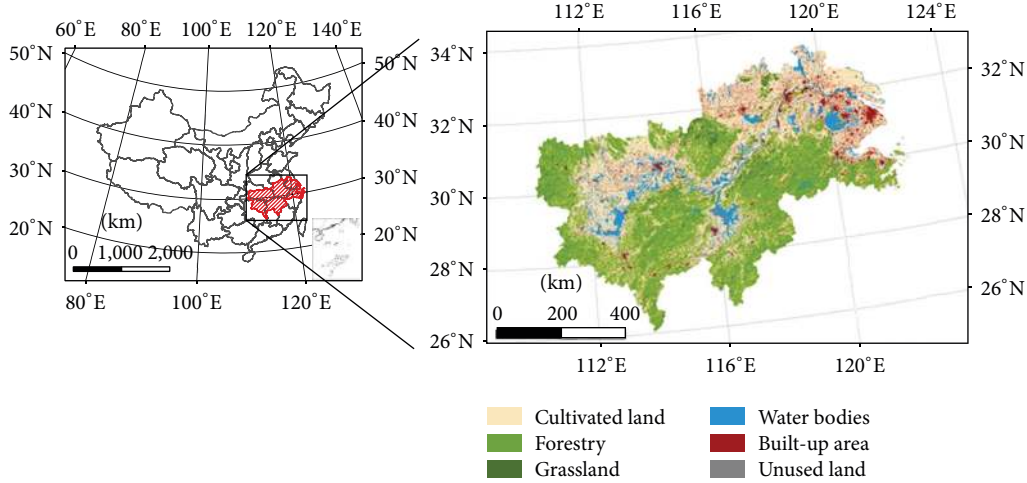 60˚E 80˚E 100˚E 120˚E 140˚E
50˚N 50˚N
40˚N 40˚N
30˚N 30˚N
20˚N 20˚N
(km)
0 1,000 2,000
80˚E 100˚E 120˚E
112˚E 116˚E 120˚E 124˚E
34˚N 32˚N
32˚N 30˚N
30˚N 28˚N
28˚N 26˚N
26˚N
(km)
0 200 400
112˚E 116˚E 120˚E
Cultivated land Water bodies
Forestry Built-up area
Grassland Unused land